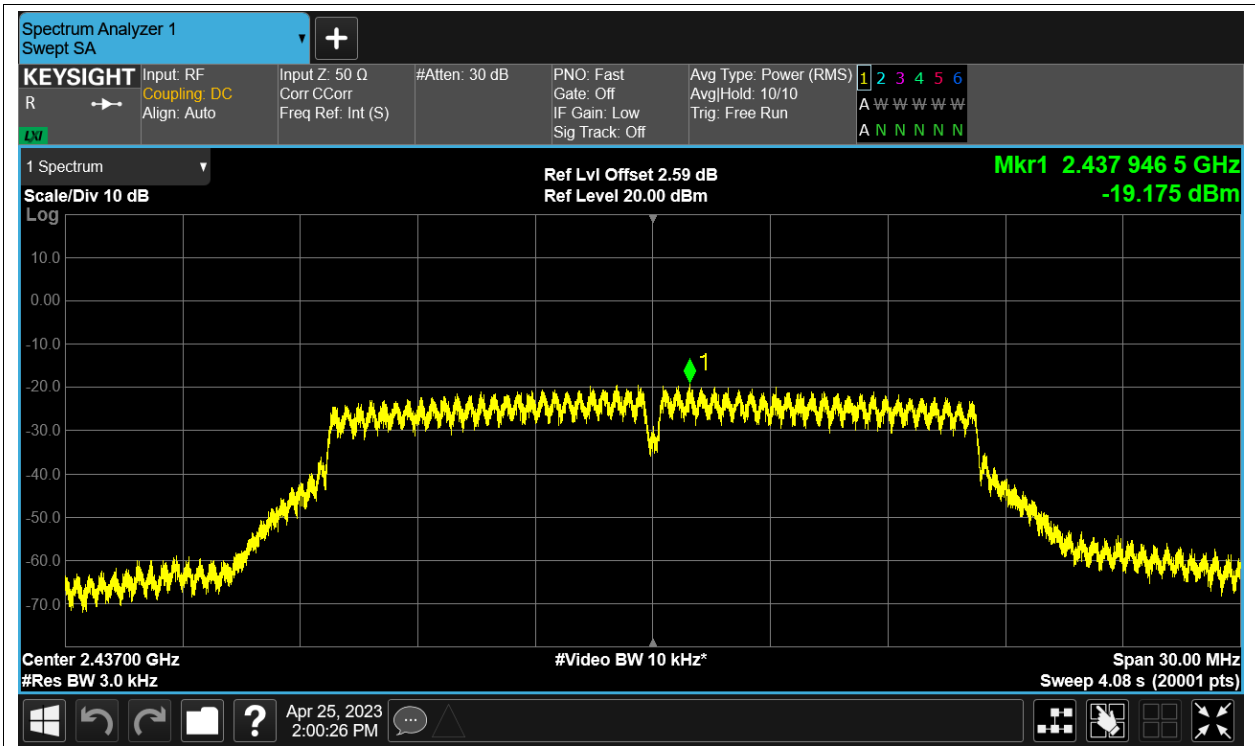 Spectrum Analyzer 1
Swept SA
KEYSIGHT
R
LXI
Input: RF
Coupling: DC
Align: Auto
Input Z: 50 Ω
Corr CCorr
Freq Ref: Int (S)
#Atten: 30 dB
PNO: Fast
Gate: Off
IF Gain: Low
Sig Track: Off
Avg Type: Power (RMS)
Avg|Hold: 10/10
Trig: Free Run
1 2 3 4 5 6
A W W W W W
A N N N N N
1 Spectrum
Scale/Div 10 dB
Log
Ref Lvl Offset 2.59 dB
Ref Level 20.00 dBm
Mkr1 2.437 946 5 GHz
-19.175 dBm
10.0
0.00
-10.0
1
-20.0
-30.0
-40.0
-50.0
-60.0
-70.0
Center 2.43700 GHz
#Res BW 3.0 kHz
#Video BW 10 kHz*
Span 30.00 MHz
Sweep 4.08 s (20001 pts)
?
Apr 25, 2023
2:00:26 PM